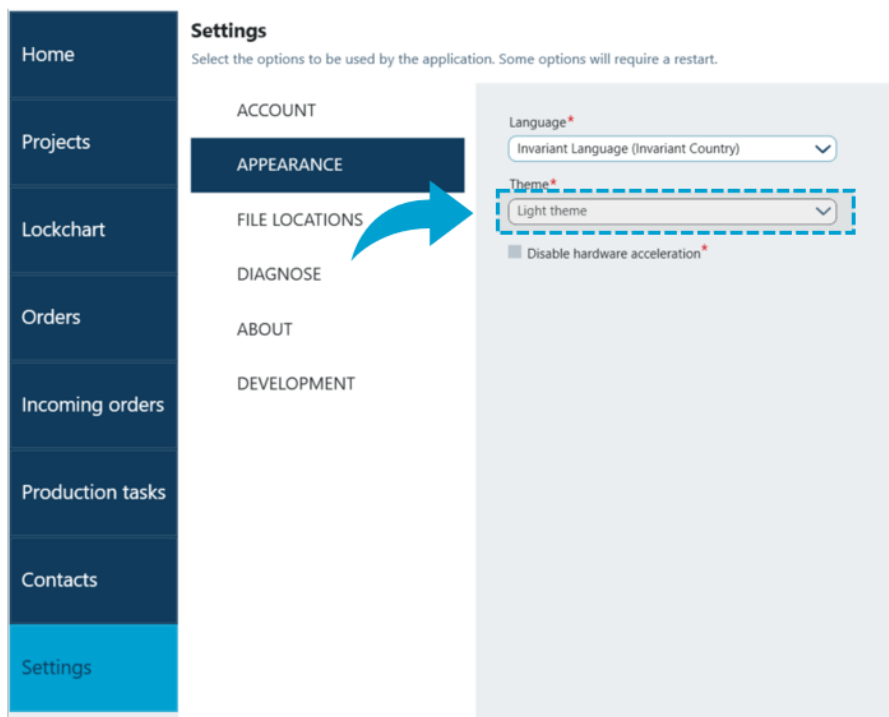 Home
Projects
Lockchart
Orders
Incoming orders
Production tasks
Contacts
Settings
Settings
Select the options to be used by the application. Some options will require a restart.
ACCOUNT
APPEARANCE
FILE LOCATIONS
DIAGNOSE
ABOUT
DEVELOPMENT
Language*
Invariant Language (Invariant Country)
Theme*
Light theme
Disable hardware acceleration*